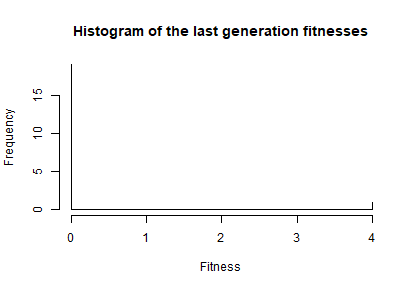 Histogram of the last generation fitnesses
Frequency
15
10
5
0
0 1 2 3 4
Fitness